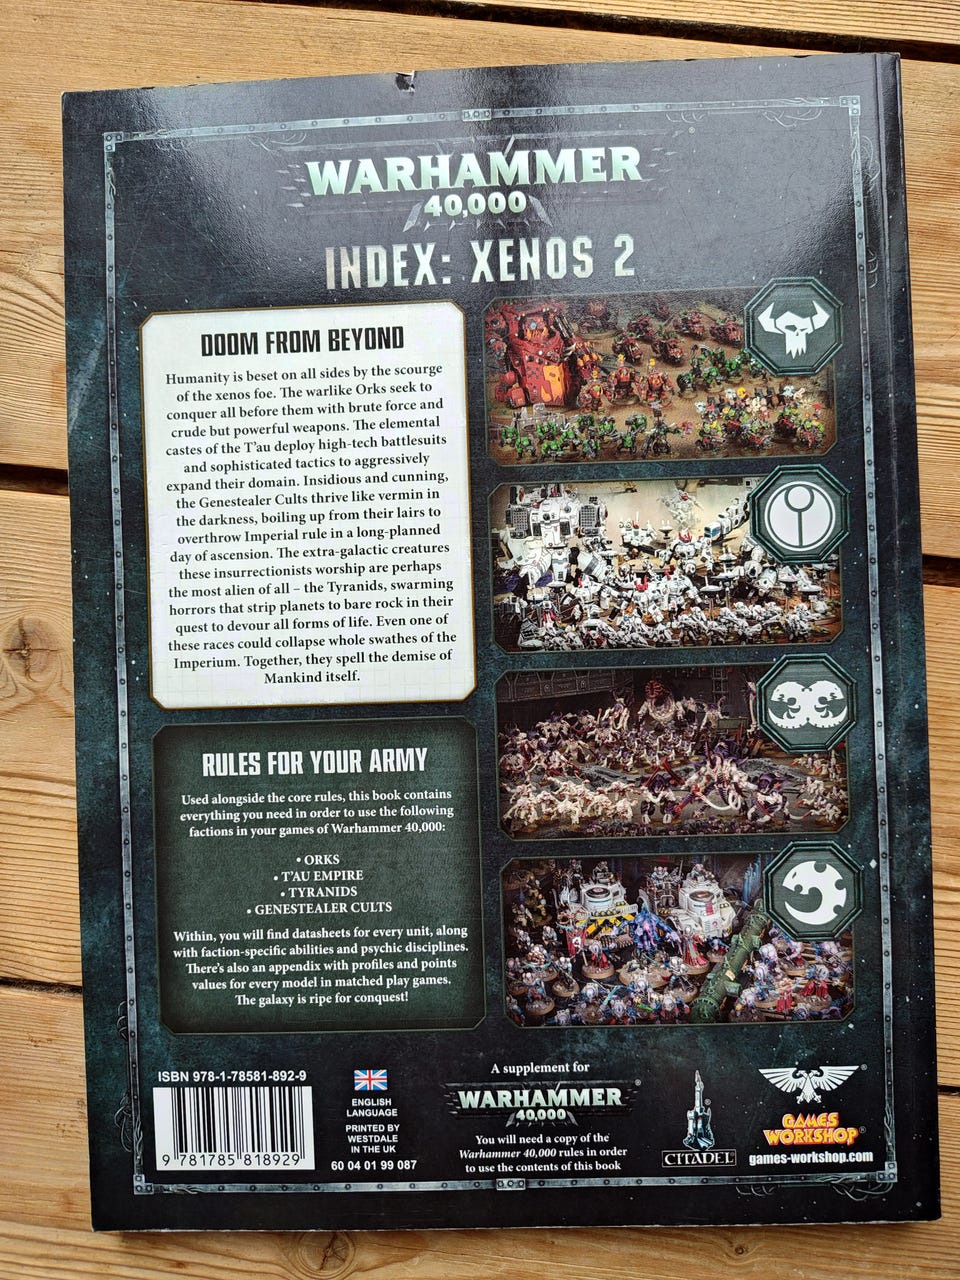 WARHAMMER
40,000
INDEX: XENOS 2
DOOM FROM BEYOND
Humanity is beset on all sides by the scourge
of the xenos foe. The warlike Orks seek to
conquer all before them with brute force and
crude but powerful weapons. The elemental
castes of the T'au deploy high-tech battlesuits
and sophisticated tactics to aggressively
expand their domain. Insidious and cunning,
the Genestealer Cults thrive like vermin in
the darkness, boiling up from their lairs to
overthrow Imperial rule in a long-planned
day of ascension. The extra-galactic creatures
these insurrectionists worship are perhaps
the most alien of all – the Tyranids, swarming
horrors that strip planets to bare rock in their
quest to devour all forms of life. Even one of
these races could collapse whole swathes of the
Imperium. Together, they spell the demise of
Mankind itself.
RULES FOR YOUR ARMY
Used alongside the core rules, this book contains
everything you need in order to use the following
factions in your games of Warhammer 40,000:
• ORKS
• T'AU EMPIRE
• TYRANIDS
• GENESTEALER CULTS
Within, you will find datasheets for every unit, along
with faction-specific abilities and psychic disciplines.
There's also an appendix with profiles and points
values for every model in matched play games.
The galaxy is ripe for conquest!
ISBN 978-1-78581-892-9
9 781785 818929
ENGLISH
LANGUAGE
PRINTED BY
WESTDALE
IN THE UK
60 04 01 99 087
A supplement for
WARHAMMER
40,000
You will need a copy of the
Warhammer 40,000 rules in order
to use the contents of this book
CITADEL
GAMES
WORKSHOP
games-workshop.com